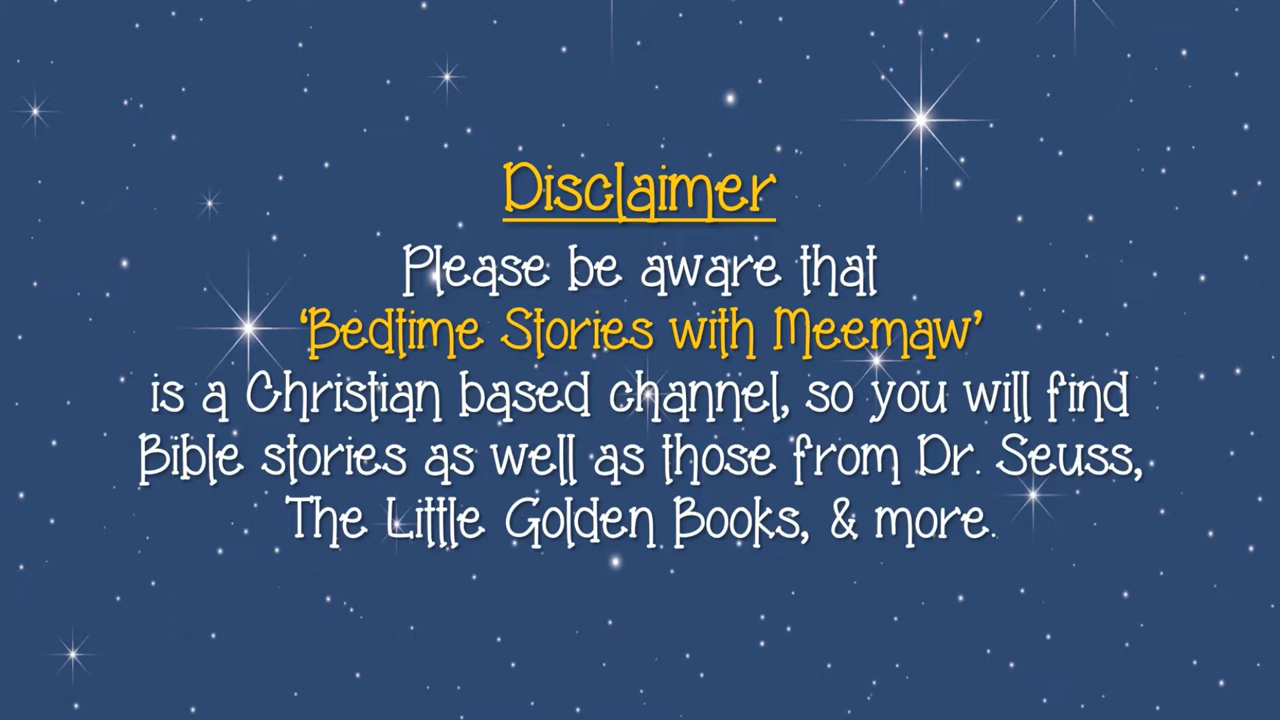 Disclaimer
Please be aware that
‘Bedtime Stories with Meemaw’
is a Christian based channel, so you will find
Bible stories as well as those from Dr. Seuss,
The Little Golden Books, & more.